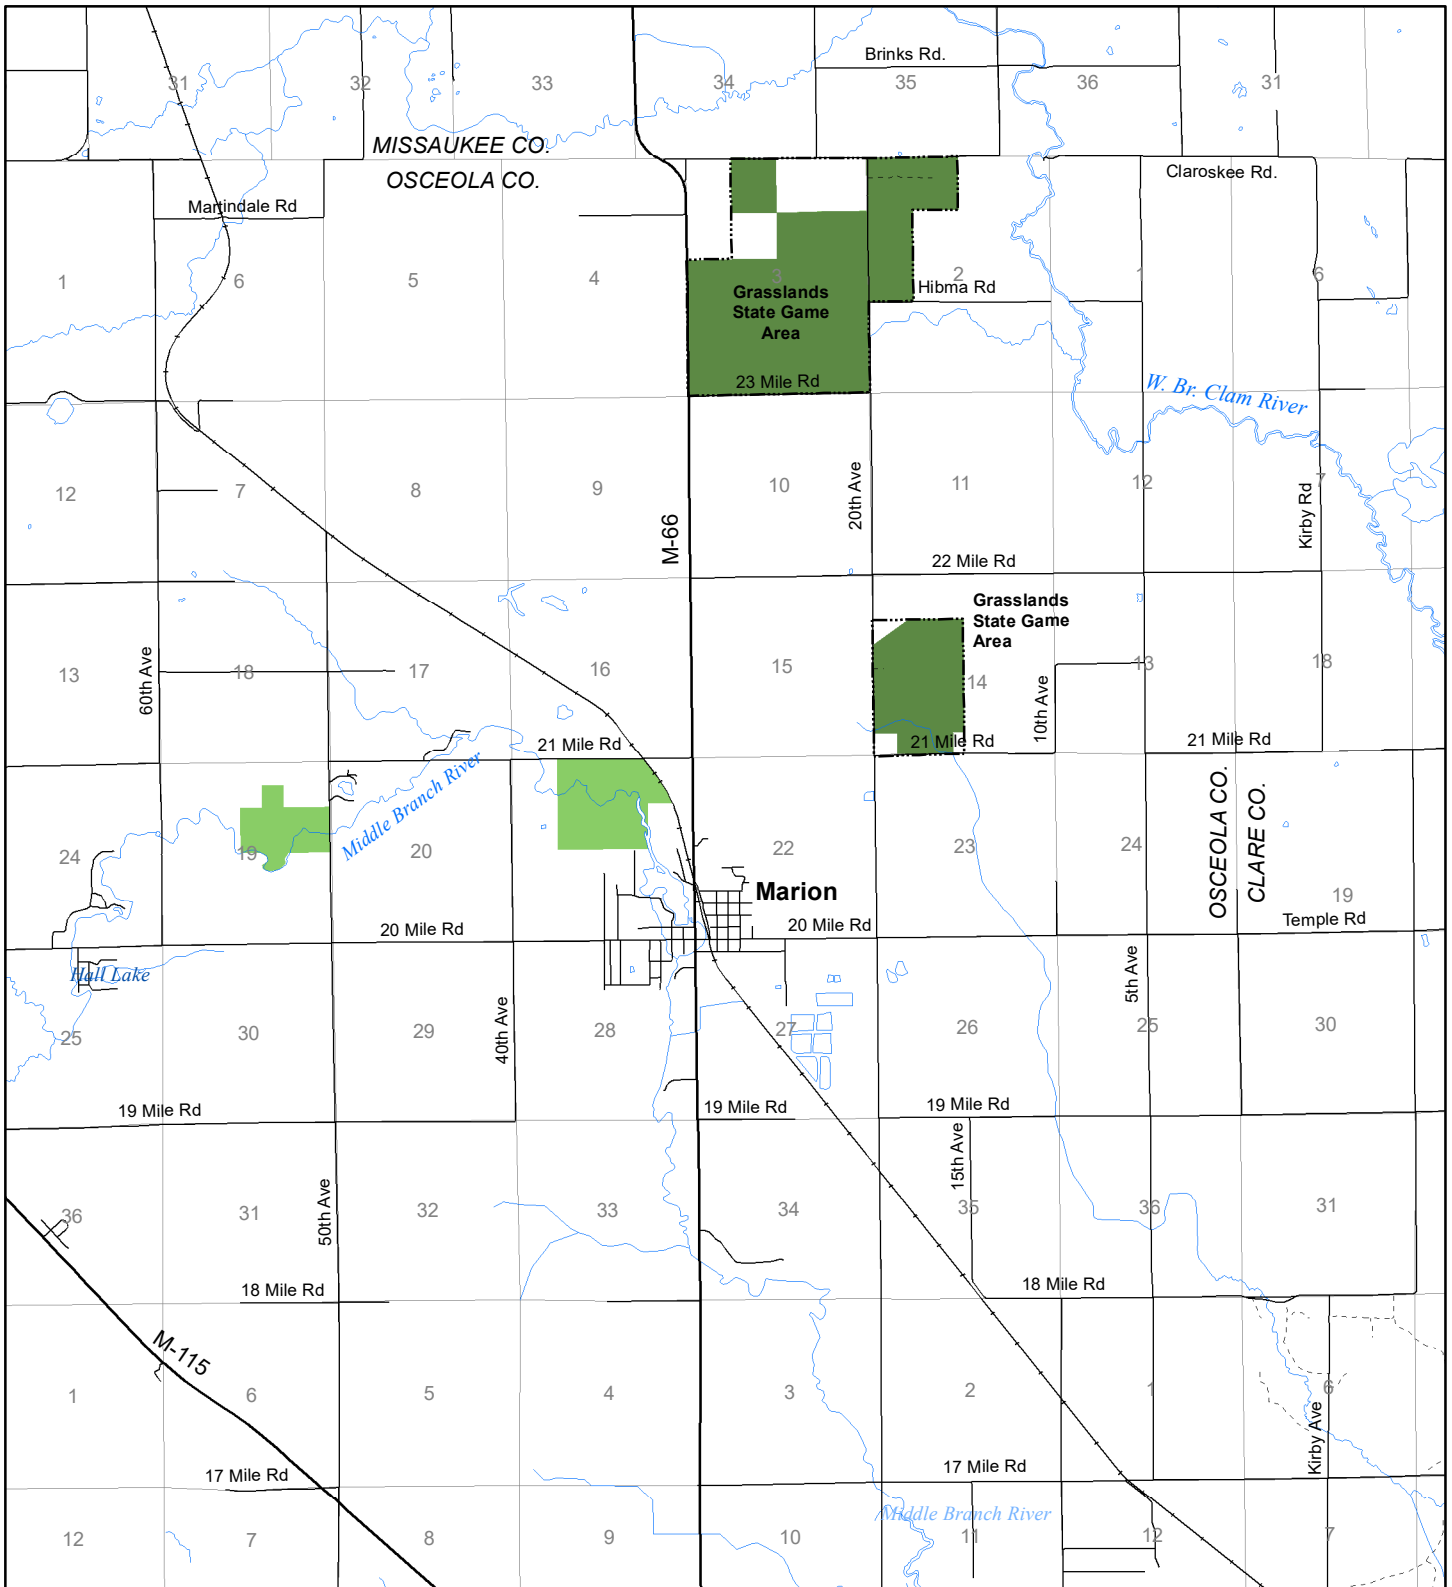 Brinks Rd.
31
32
33
34
35
36
31
MISSAUKEE CO.
OSCEOLA CO.
Claroskee Rd.
Martindale Rd
1
6
5
4
3
2
1
6
Hibma Rd
Grasslands
State Game
Area
23 Mile Rd
W. Br. Clam River
12
7
8
9
10
11
12
7
M-66
20th Ave
Kirby Rd
22 Mile Rd
Grasslands
State Game
Area
13
18
17
16
15
14
13
18
60th Ave
10th Ave
21 Mile Rd
21 Mile Rd
21 Mile Rd
Middle Branch River
OSCEOLA CO.
CLARE CO.
24
19
20
22
23
24
19
Marion
20 Mile Rd
20 Mile Rd
Temple Rd
Hall Lake
5th Ave
40th Ave
25
30
29
28
27
26
25
30
19 Mile Rd
19 Mile Rd
19 Mile Rd
15th Ave
50th Ave
36
31
32
33
34
35
36
31
18 Mile Rd
18 Mile Rd
M-115
1
6
5
4
3
2
1
6
Kirby Ave
17 Mile Rd
17 Mile Rd
Middle Branch River
12
7
8
9
10
11
12
7